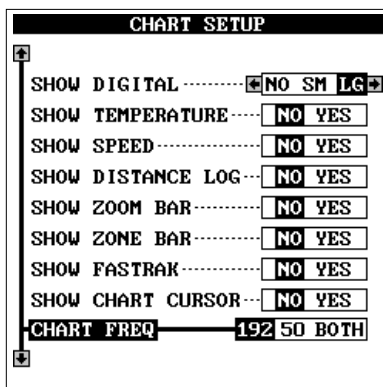 CHART SETUP
SHOW DIGITAL NO SM LG
SHOW TEMPERATURE NO YES
SHOW SPEED NO YES
SHOW DISTANCE LOG NO YES
SHOW ZOOM BAR NO YES
SHOW ZONE BAR NO YES
SHOW FASTRAK NO YES
SHOW CHART CURSOR NO YES
CHART FREQ 192 50 BOTH